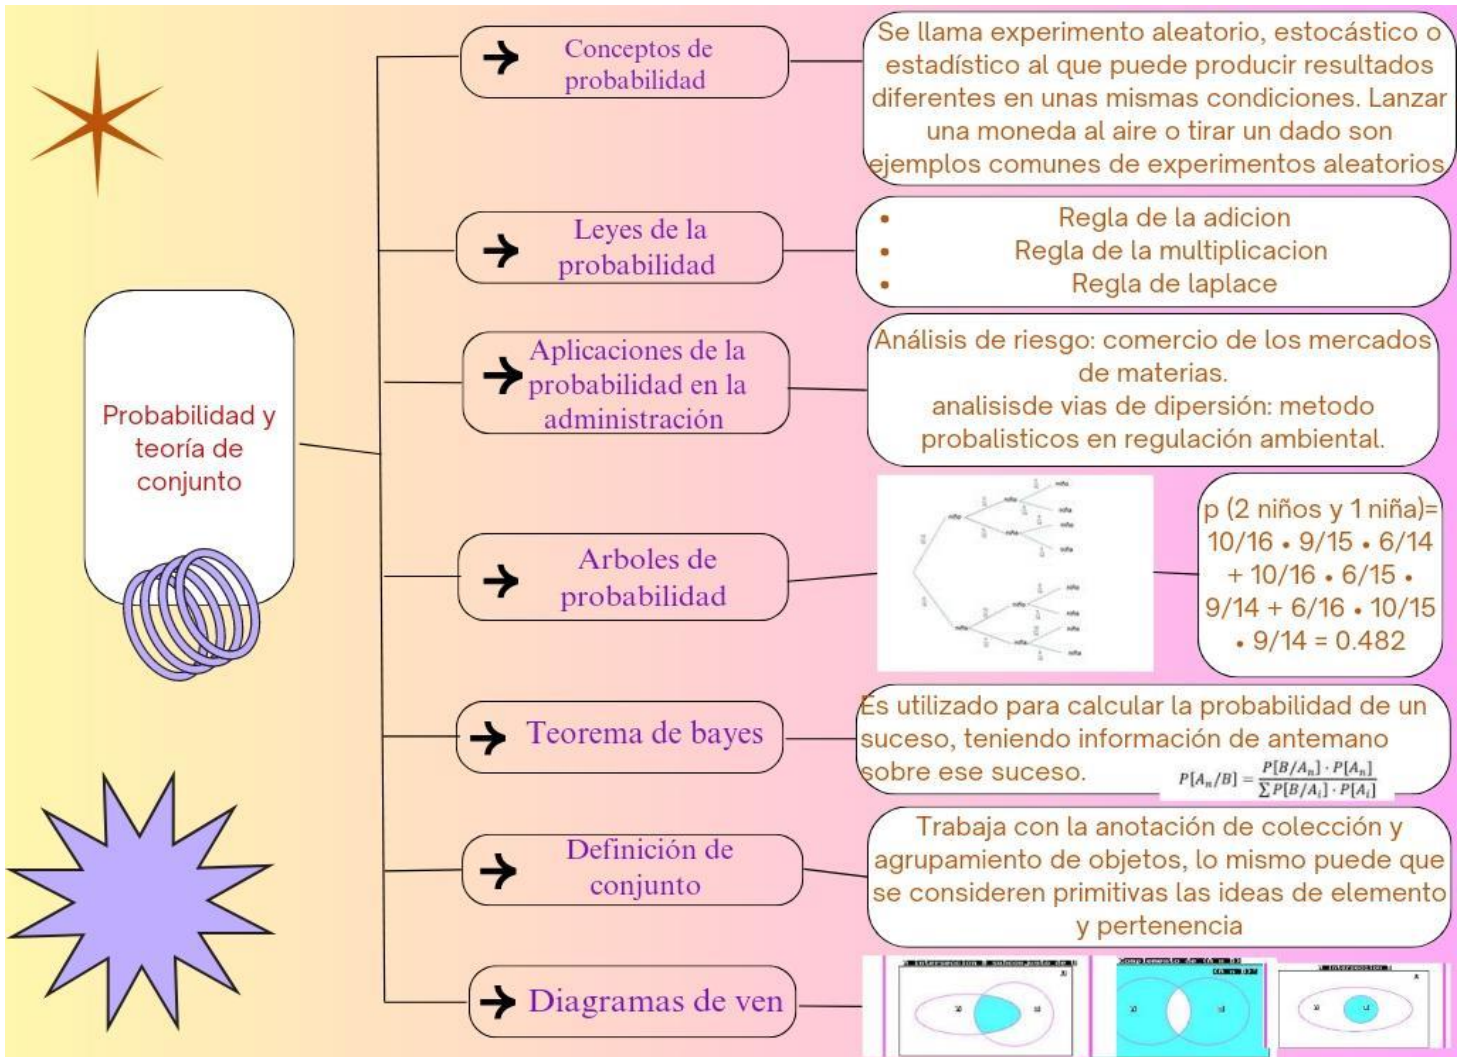 Probabilidad y
teoría de
conjunto
Conceptos de
probabilidad
Se llama experimento aleatorio, estocástico o
estadístico al que puede producir resultados
diferentes en unas mismas condiciones. Lanzar
una moneda al aire o tirar un dado son
ejemplos comunes de experimentos aleatorios
Leyes de la
probabilidad
• Regla de la adicion
• Regla de la multiplicacion
• Regla de laplace
Aplicaciones de la
probabilidad en la
administración
Análisis de riesgo: comercio de los mercados
de materias.
analisisde vias de dipersión: metodo
probalisticos en regulación ambiental.
Arboles de
probabilidad
p (2 niños y 1 niña)=
10/16 • 9/15 • 6/14
+ 10/16 • 6/15 •
9/14 + 6/16 • 10/15
• 9/14 = 0.482
Teorema de bayes
Es utilizado para calcular la probabilidad de un
suceso, teniendo información de antemano
sobre ese suceso.
P[Aₙ/B] = P[B/Aₙ] · P[Aₙ] / ∑ P[B/Aᵢ] · P[Aᵢ]
Definición de
conjunto
Trabaja con la anotación de colección y
agrupamiento de objetos, lo mismo puede que
se consideren primitivas las ideas de elemento
y pertenencia
Diagramas de ven